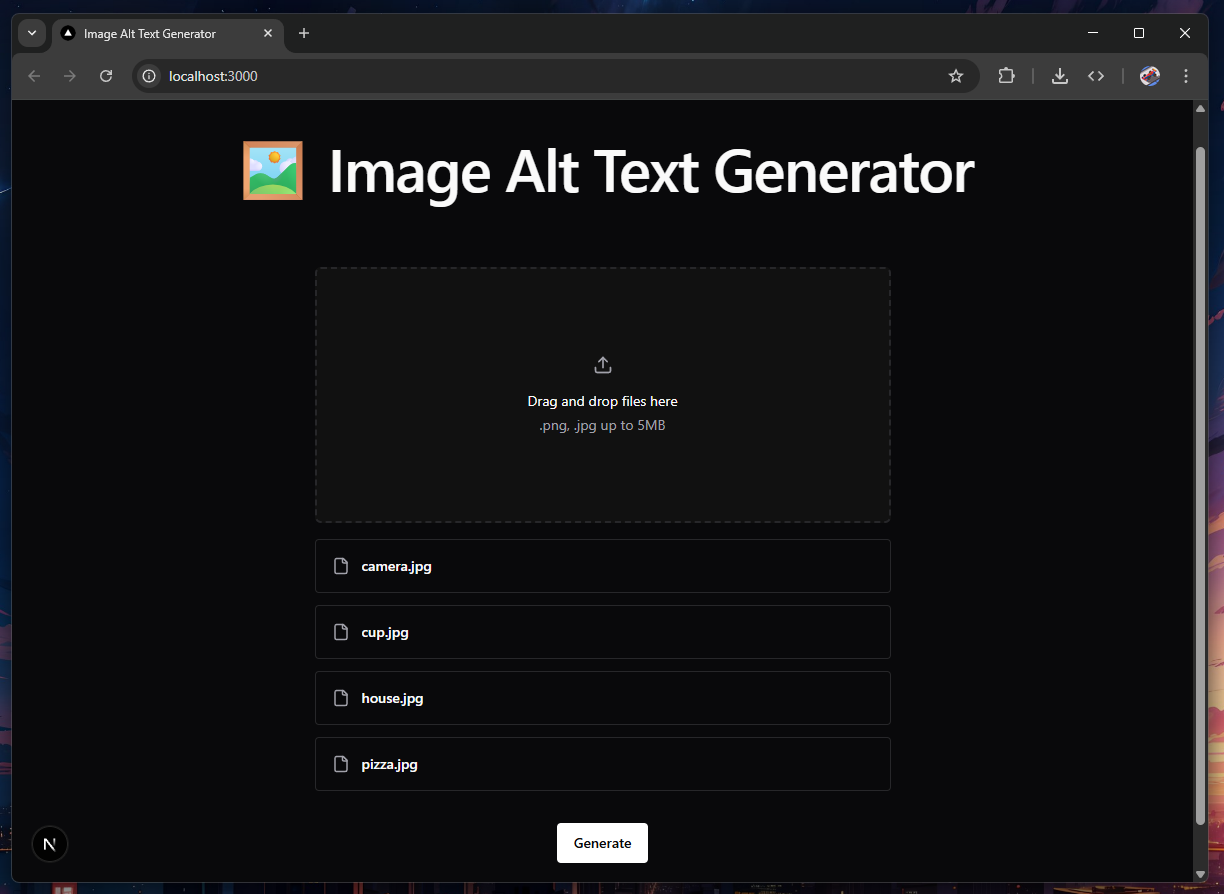 Image Alt Text Generator
localhost:3000
Image Alt Text Generator
Drag and drop files here
.png, .jpg up to 5MB
camera.jpg
cup.jpg
house.jpg
pizza.jpg
N
Generate